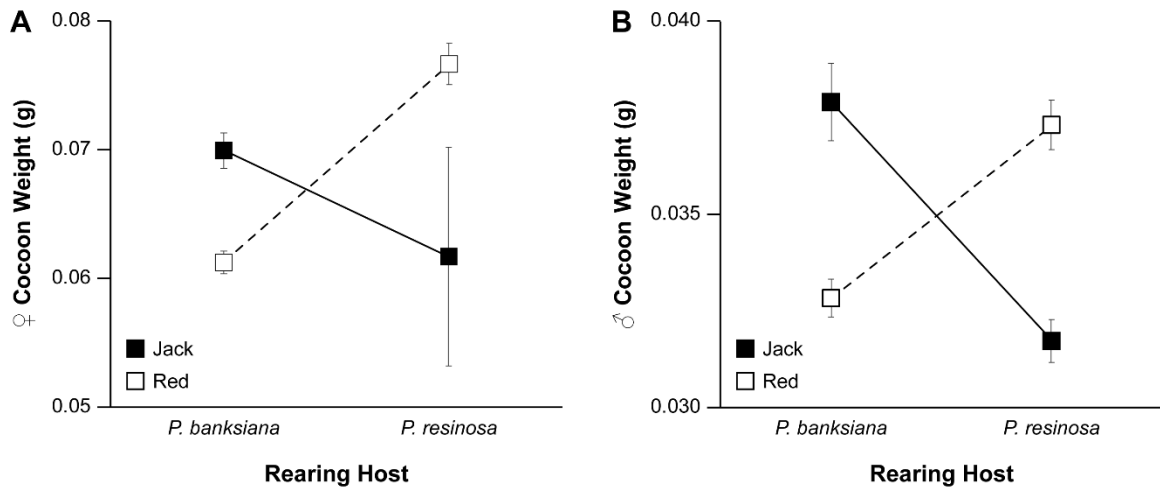 A
♀ Cocoon Weight (g)
0.08
0.07
0.06
0.05
Jack
Red
P. banksiana
P. resinosa
Rearing Host
B
♂ Cocoon Weight (g)
0.040
0.035
0.030
Jack
Red
P. banksiana
P. resinosa
Rearing Host